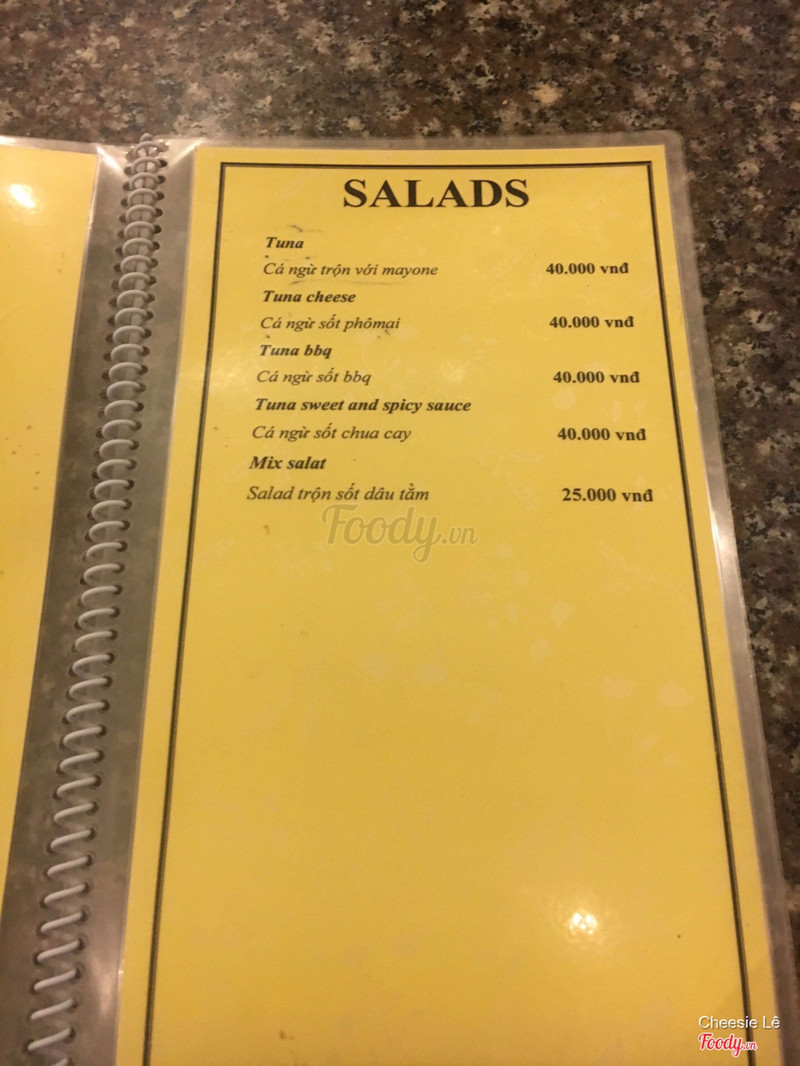 SALADS
Tuna
Cá ngừ trộn với mayone 40.000 vnđ
Tuna cheese
Cá ngừ sốt phômai 40.000 vnđ
Tuna bbq
Cá ngừ sốt bbq 40.000 vnđ
Tuna sweet and spicy sauce
Cá ngừ sốt chua cay 40.000 vnđ
Mix salat
Salad trộn sốt dâu tằm 25.000 vnđ
Foody.vn
Cheesie Lê
Foody.vn